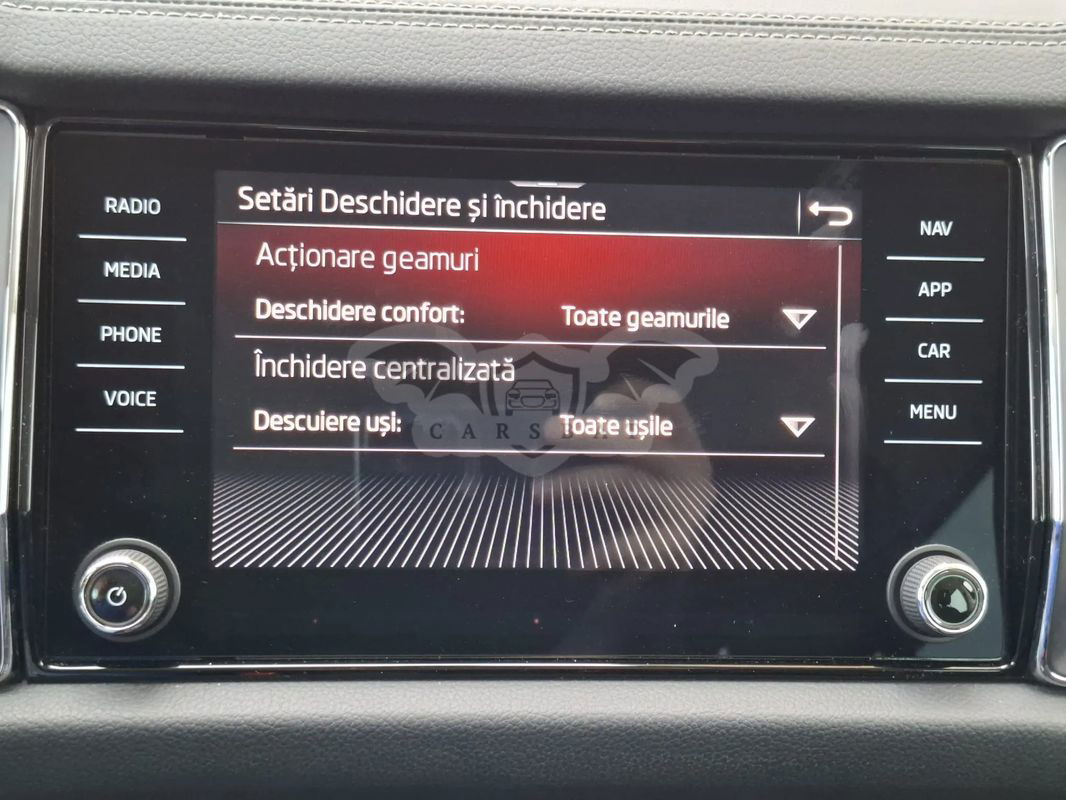 RADIO
MEDIA
PHONE
VOICE
Setări Deschidere și închidere
Acționare geamuri
Deschidere confort: Toate geamurile
Închidere centralizată
Descuiere uși: Toate ușile
CARSB
NAV
APP
CAR
MENU